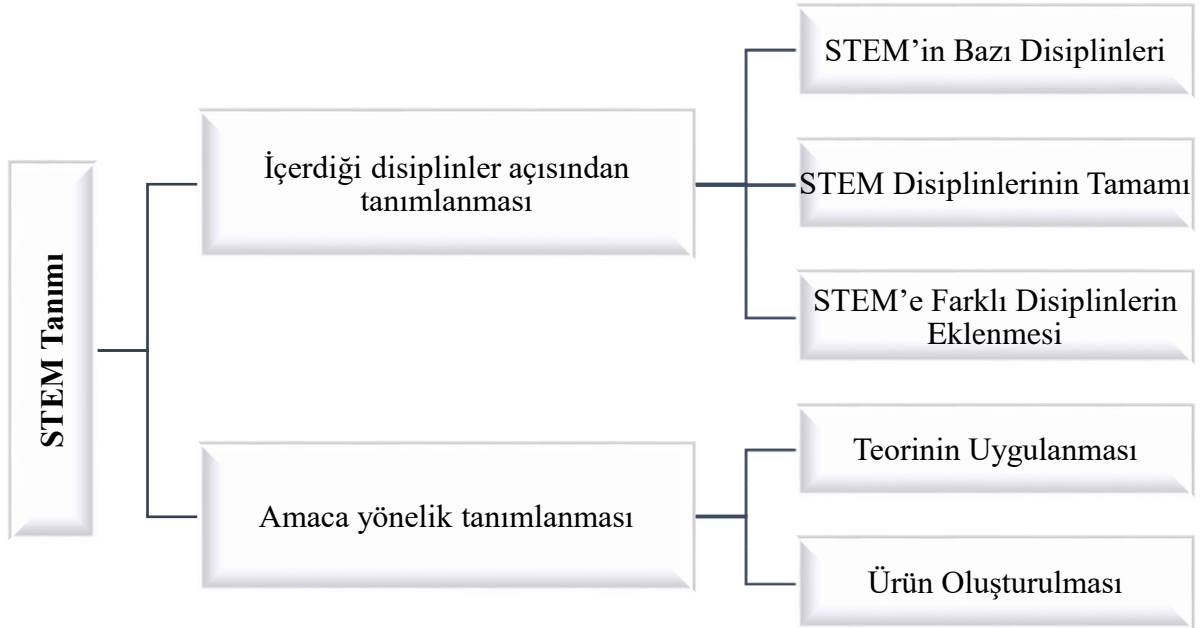 STEM Tanımı
İçerdiği disiplinler açısından
tanımlanması
STEM’in Bazı Disiplinleri
STEM Disiplinlerinin Tamamı
STEM’e Farklı Disiplinlerin
Eklenmesi
Amaca yönelik tanımlanması
Teorinin Uygulanması
Ürün Oluşturulması